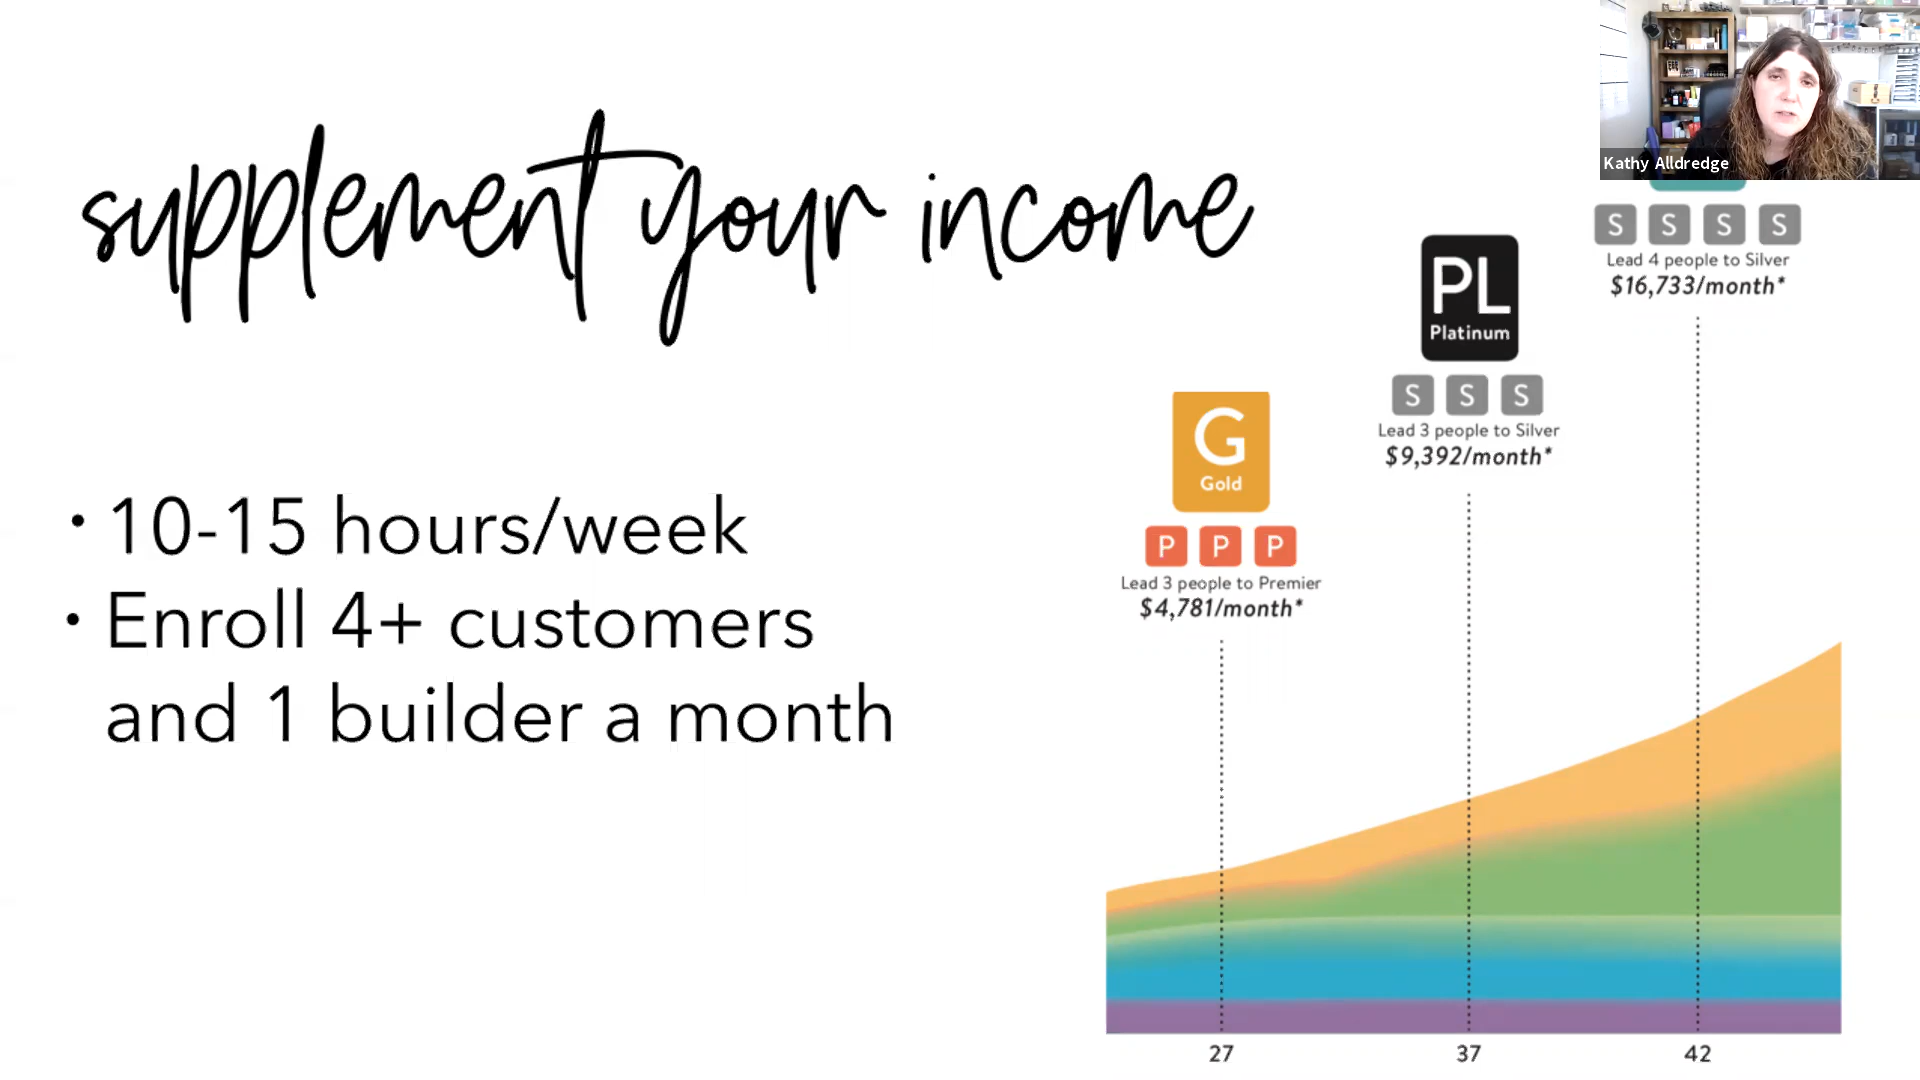 Kathy Alldredge
supplement your income
• 10-15 hours/week
• Enroll 4+ customers
and 1 builder a month
S S S S
Lead 4 people to Silver
$16,733/month*
PL
Platinum
S S S
Lead 3 people to Silver
$9,392/month*
G
Gold
P P P
Lead 3 people to Premier
$4,781/month*
27 37 42